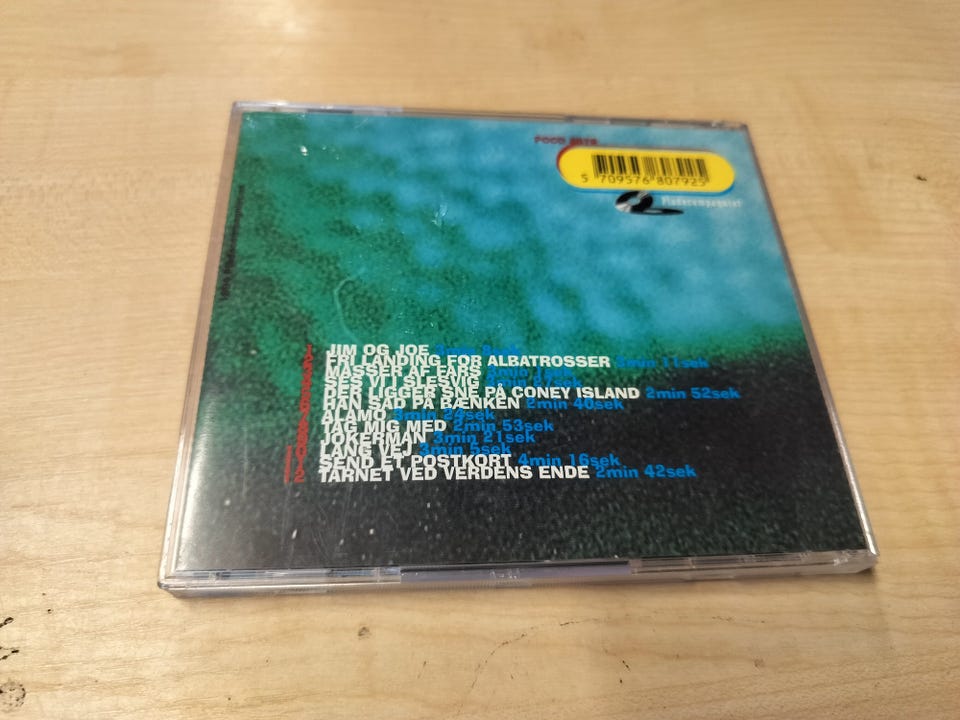 5 709576 807925
Pladecompagniet
JIM OG JOE
FRI LANDING FOR ALBATROSSER 3min 11sek
MASSER AF FARS
SES VI I SLESVIG
DER LIGGER SNE PÅ CONEY ISLAND 2min 52sek
HAN SAD PÅ BÆNKEN 2min 40sek
ALAMO 3min 24sek
TAG MIG MED 2min 53sek
JOKERMAN 3min 21sek
LANG VEJ 3min 5sek
SEND ET POSTKORT 4min 16sek
TÅRNET VED VERDENS ENDE 2min 42sek